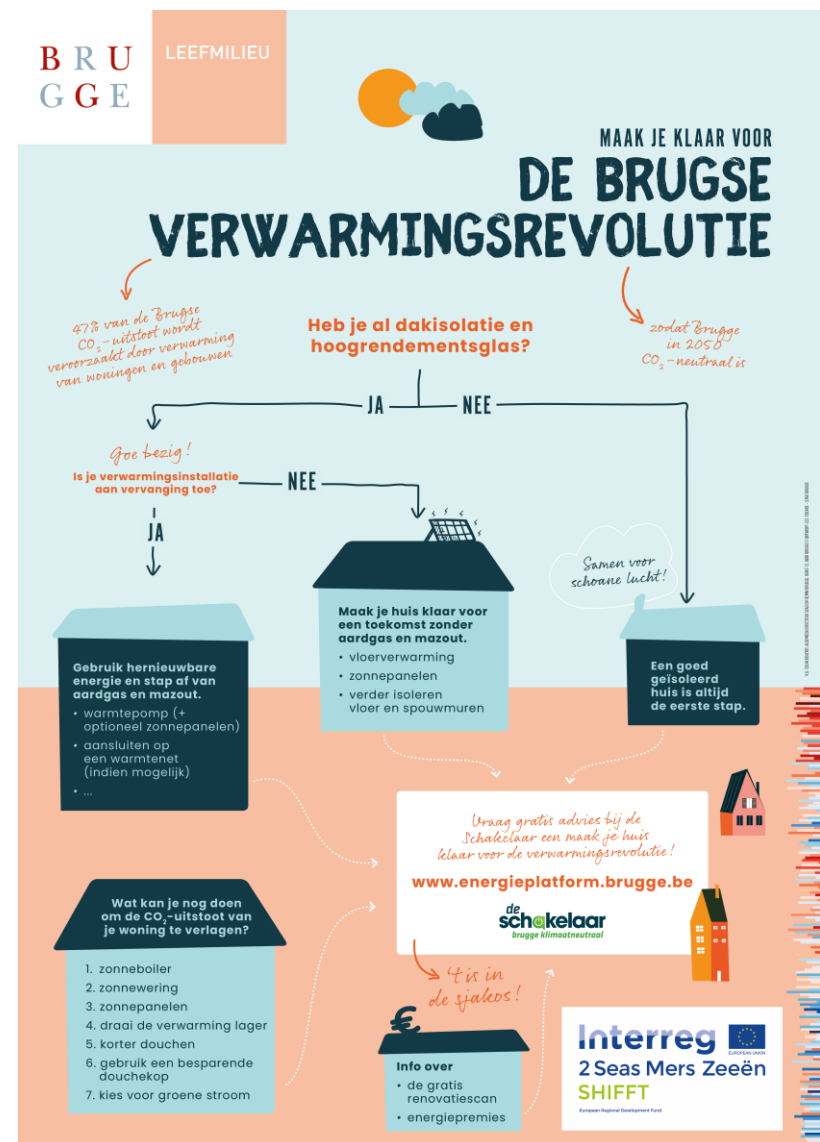 BRU
GGE
LEEFMILIEU
MAAK JE KLAAR VOOR
DE BRUGSE
VERWARMINGSREVOLUTIE
47% van de Brugse
CO₂-uitstoot wordt
veroorzaakt door verwarming
van woningen en gebouwen
Heb je al dakisolatie en
hoogrendementsglas?
zodat Brugge
in 2050
CO₂-neutraal is
JA
NEE
Goe bezig!
Is je verwarmingsinstallatie
aan vervanging toe?
NEE
JA
Samen voor
schoane lucht!
Maak je huis klaar voor
een toekomst zonder
aardgas en mazout.
• vloerverwarming
• zonnepanelen
• verder isoleren
vloer en spouwmuren
Gebruik hernieuwbare
energie en stap af van
aardgas en mazout.
• warmtepomp (+
optioneel zonnepanelen)
• aansluiten op
een warmtenet
(indien mogelijk)
• ...
Een goed
geïsoleerd
huis is altijd
de eerste stap.
Vraag gratis advies bij de
Schakelaar een maak je huis
klaar voor de verwarmingsrevolutie!
www.energieplatform.brugge.be
de
schakelaar
brugge klimaatneutraal
't is in
de sjakos!
Wat kan je nog doen
om de CO₂-uitstoot van
je woning te verlagen?
1. zonneboiler
2. zonnewering
3. zonnepanelen
4. draai de verwarming lager
5. korter douchen
6. gebruik een besparende
douchekop
7. kies voor groene stroom
€
Info over
• de gratis
renovatiescan
• energiepremies
Interreg
EUROPEAN UNION
2 Seas Mers Zeeën
SHIFFT
European Regional Development Fund